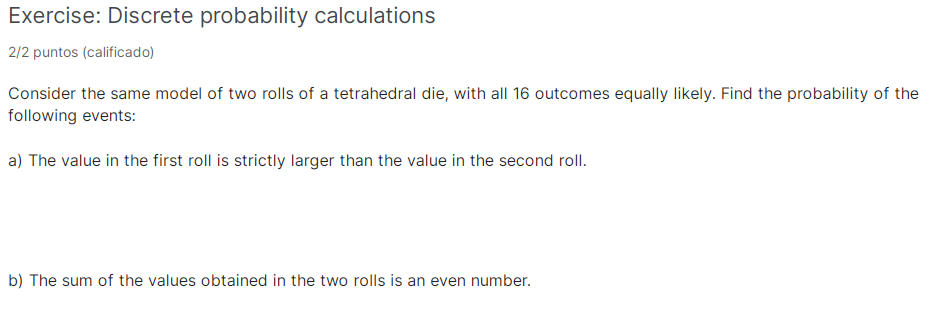 Exercise: Discrete probability calculations
2/2 puntos (calificado)
Consider the same model of two rolls of a tetrahedral die, with all 16 outcomes equally likely. Find the probability of the
following events:
a) The value in the first roll is strictly larger than the value in the second roll.
b) The sum of the values obtained in the two rolls is an even number.